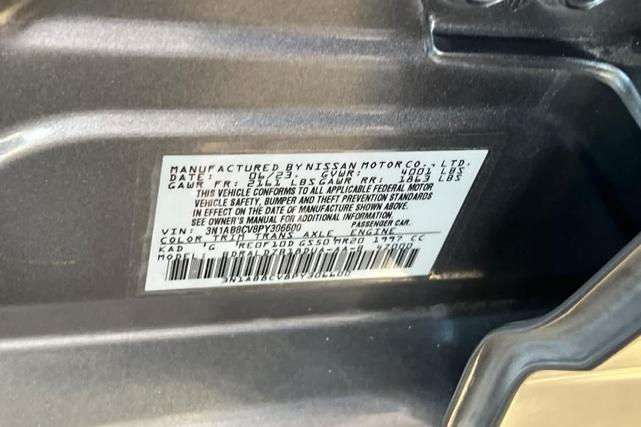 MANUFACTURED BY NISSAN MOTOR CO., LTD.
DATE: 06/23 GVWR: 4001 LBS
GAWR FR: 2161 LBS GAWR RR: 1863 LBS
THIS VEHICLE CONFORMS TO ALL APPLICABLE FEDERAL MOTOR
VEHICLE SAFETY, BUMPER AND THEFT PREVENTION STANDARDS
IN EFFECT ON THE DATE OF MANUFACTURE SHOWN ABOVE.
SEE OWNER'S MANUAL FOR ADDITIONAL INFORMATION.
PASSENGER CAR
VIN: 3N1AB8CV8PY306600
COLOR TRIM TRANS AXLE ENGINE
KAD G RE0F10D GS50 MR20 1997 CC
MODEL: 47000
3N1AB8CV8PY306600